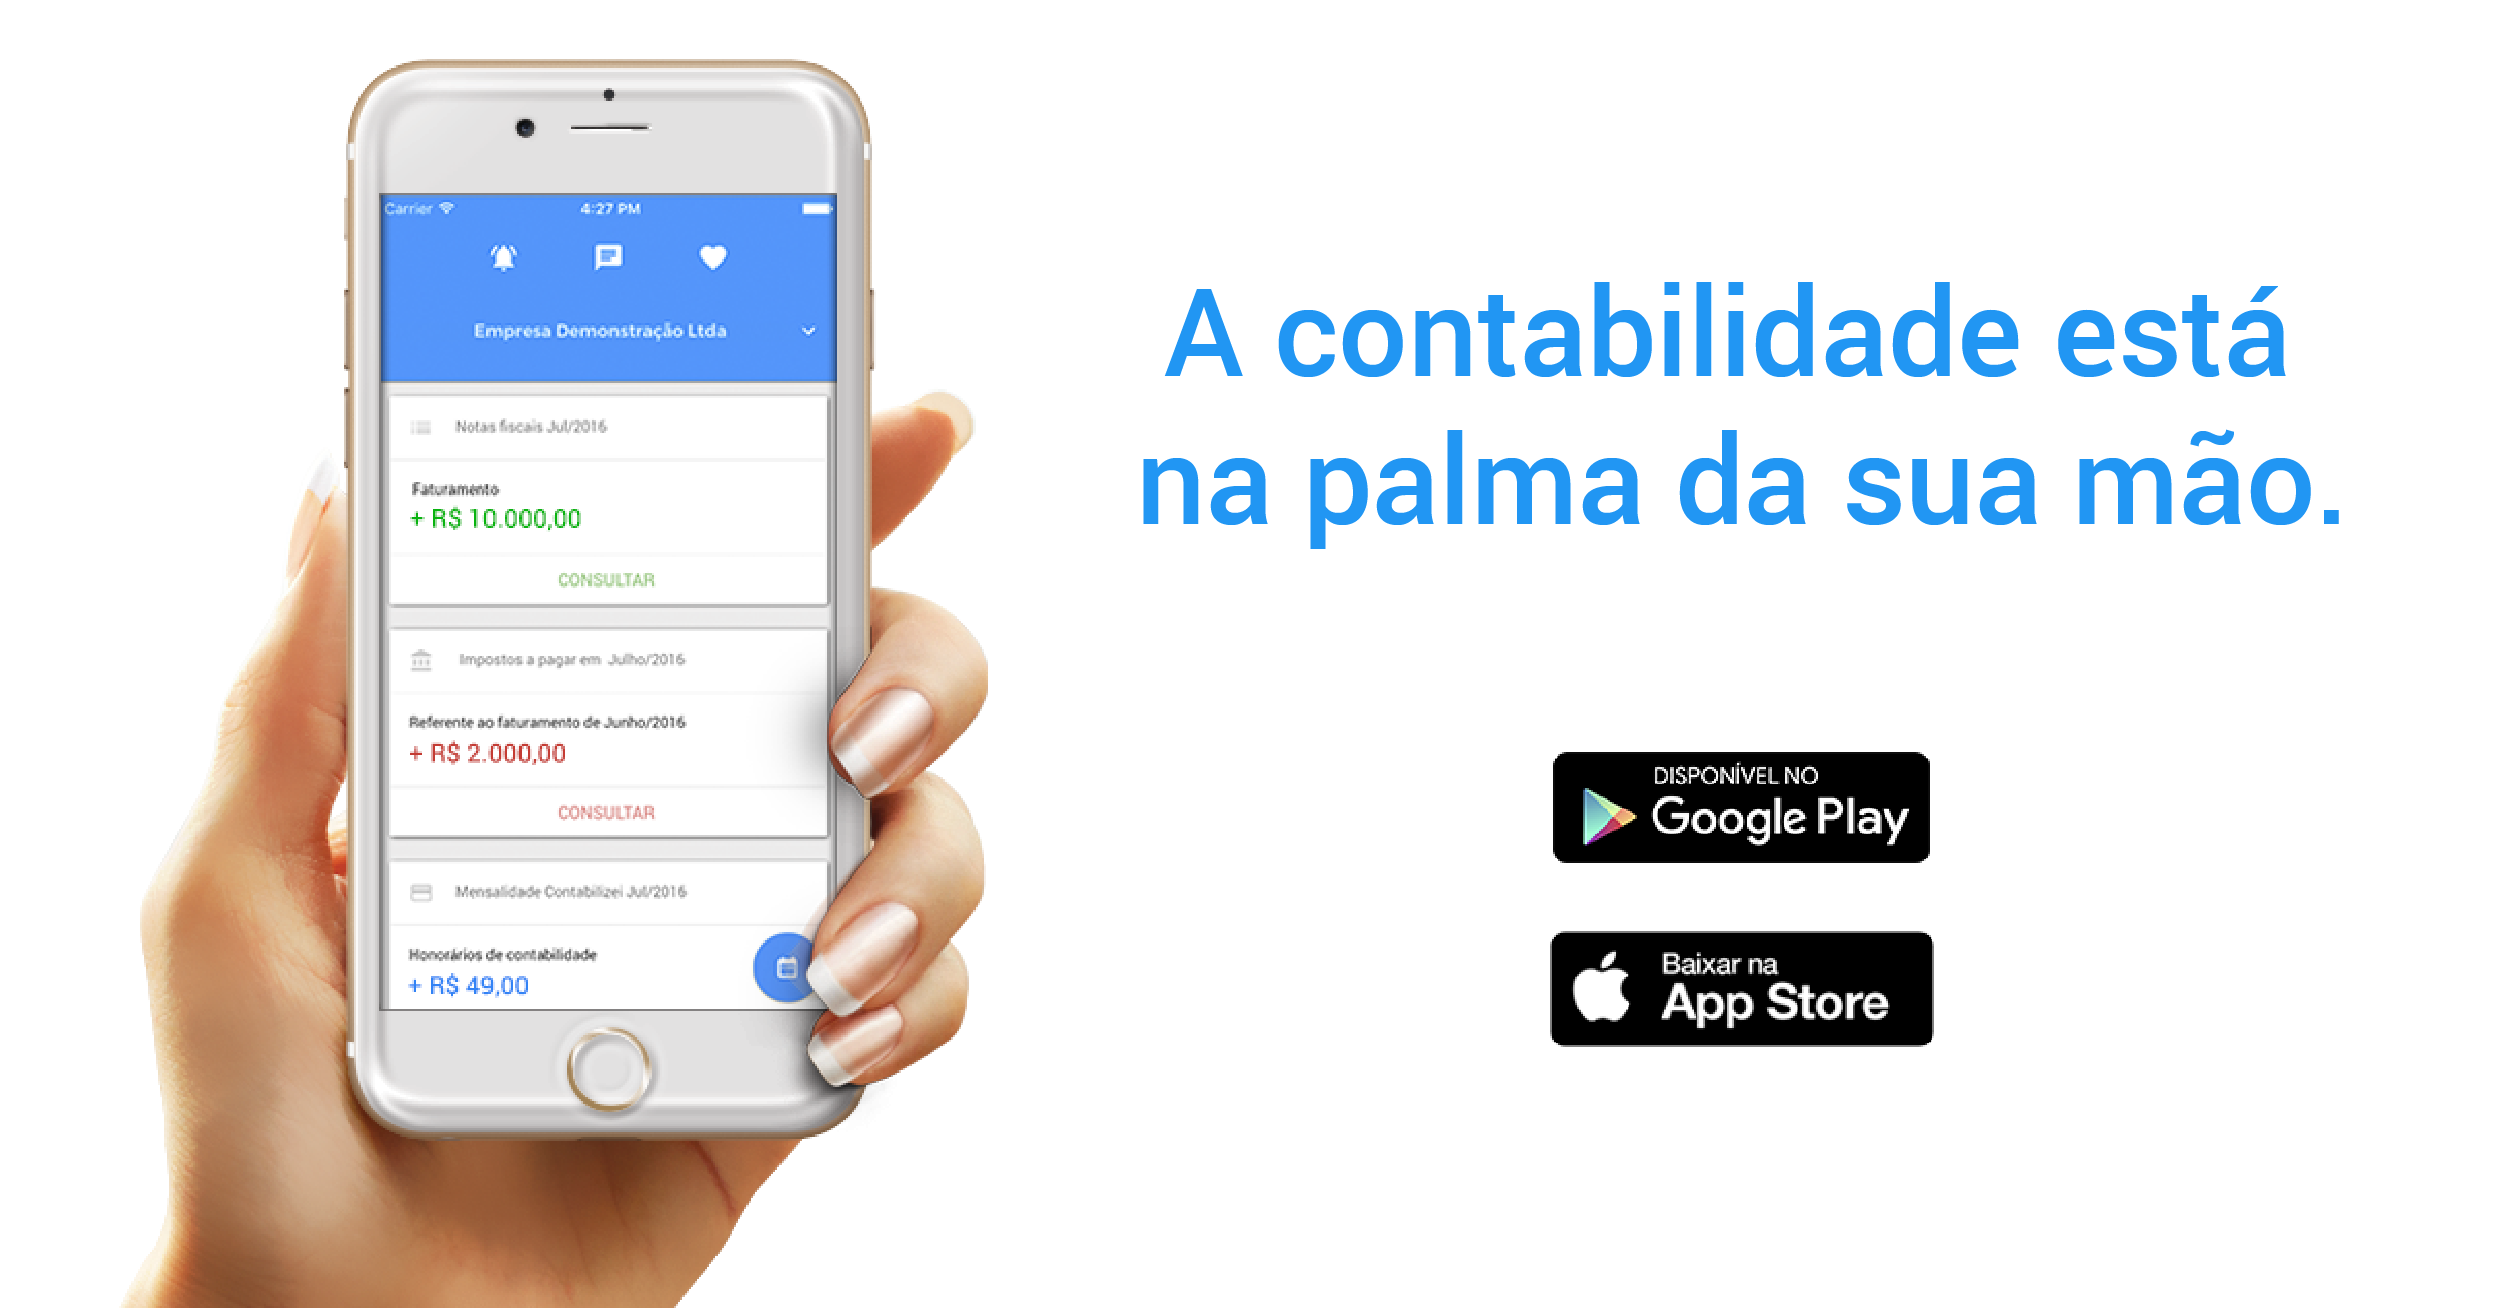 Carrier 4:27 PM
Empresa Demonstração Ltda
Notas fiscais Jul/2016
Faturamento
+ R$ 10.000,00
CONSULTAR
Impostos a pagar em Julho/2016
Referente ao faturamento de Junho/2016
+ R$ 2.000,00
CONSULTAR
Mensalidade Contabilizei Jul/2016
Honorários de contabilidade
+ R$ 49,00
A contabilidade está
na palma da sua mão.
DISPONÍVEL NO
Google Play
Baixar na
App Store